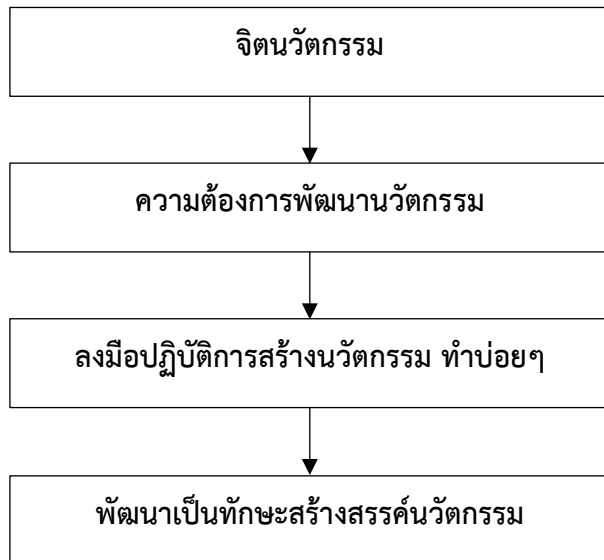 จิตนวัตกรรม
ความต้องการพัฒนานวัตกรรม
ลงมือปฏิบัติการสร้างนวัตกรรม ทำบ่อยๆ
พัฒนาเป็นทักษะสร้างสรรค์นวัตกรรม